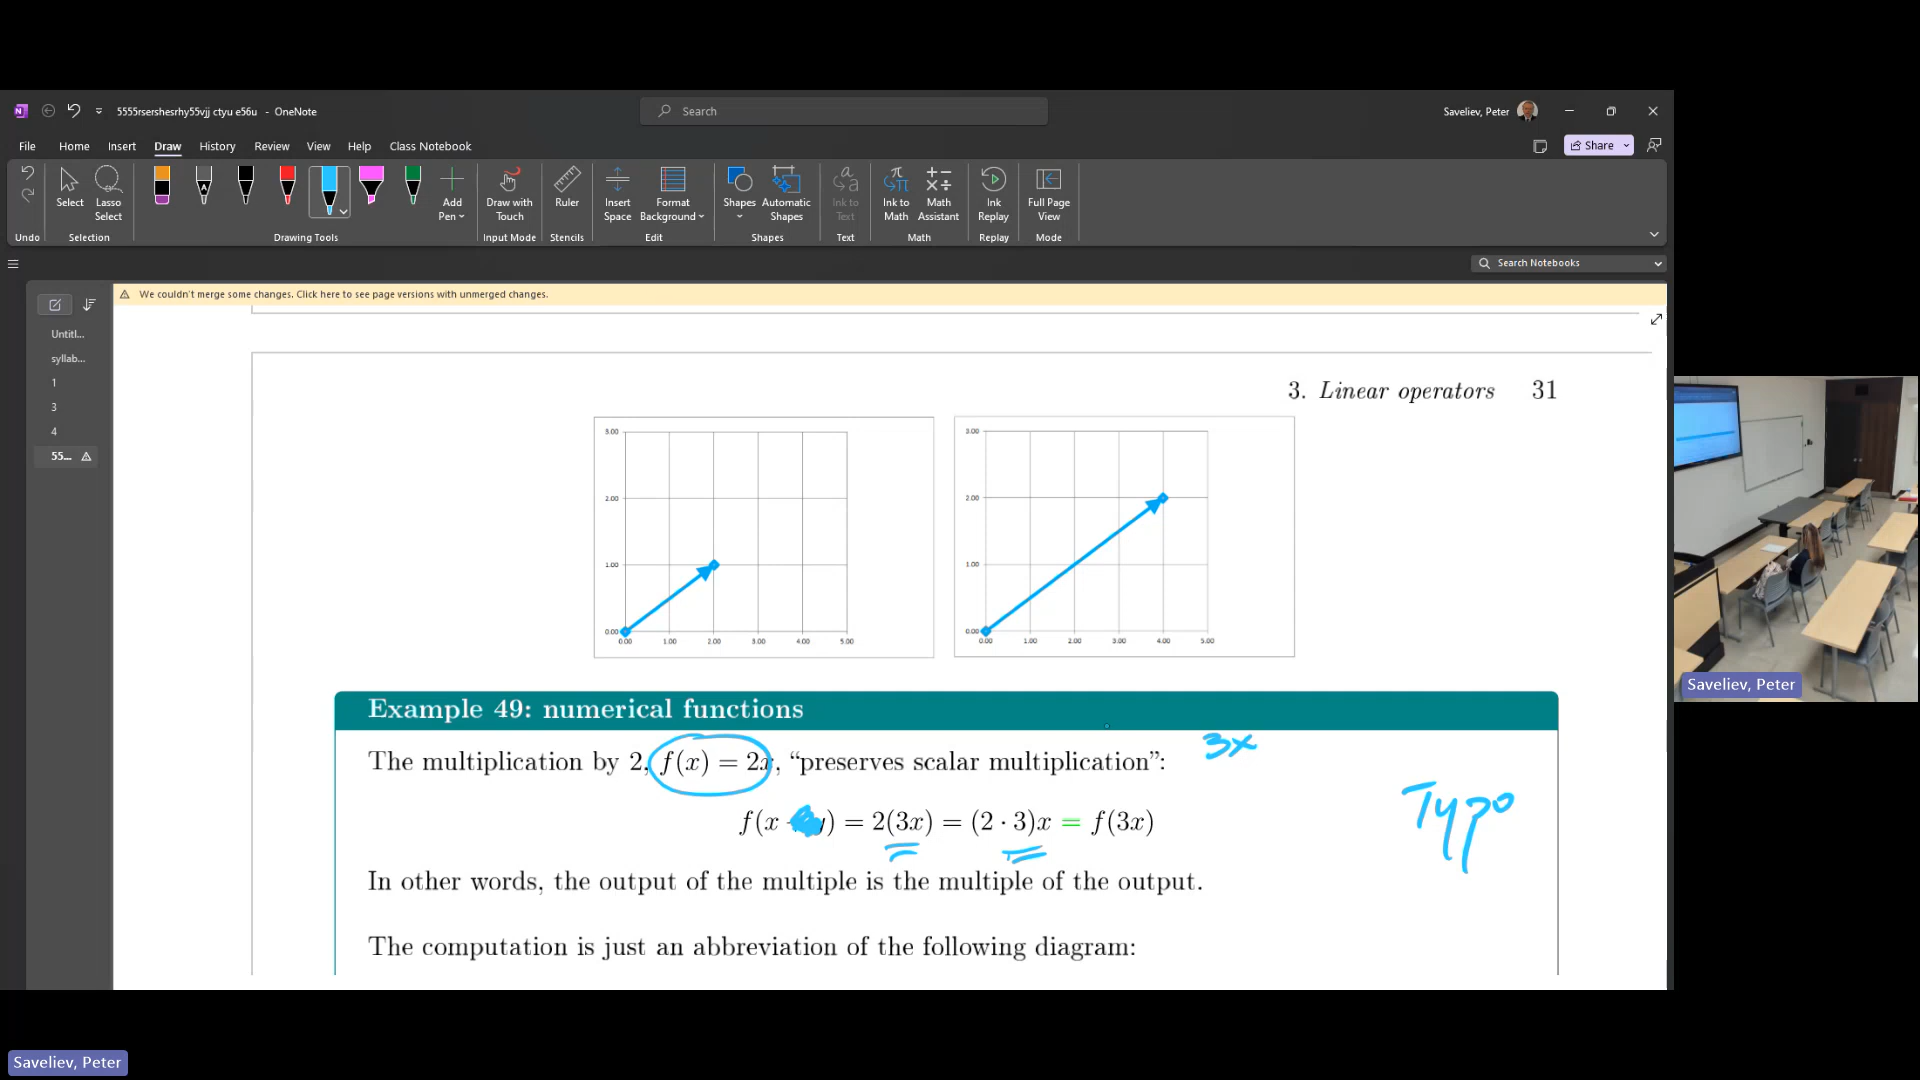 5555rsershesrhy55vjj ctyu e56u - OneNote
Search
Saveliev, Peter
File Home Insert Draw History Review View Help Class Notebook
Share
Select
Lasso Select
A
Add Pen
Draw with Touch
Ruler
Insert Space
Format Background
Shapes
Automatic Shapes
Ink to Text
Ink to Math
Math Assistant
Ink Replay
Full Page View
Undo Selection Drawing Tools Input Mode Stencils Edit Shapes Text Math Replay Mode
Search Notebooks
We couldn't merge some changes. Click here to see page versions with unmerged changes.
Untitl...
syllab...
1
3
4
55...
3. Linear operators 31
3.00
2.00
1.00
0.00
0.00 1.00 2.00 3.00 4.00 5.00
3.00
2.00
1.00
0.00
0.00 1.00 2.00 3.00 4.00 5.00
Example 49: numerical functions
3x
The multiplication by 2, f(x) = 2x, “preserves scalar multiplication”:
Typo
f(x y) = 2(3x) = (2 · 3)x = f(3x)
In other words, the output of the multiple is the multiple of the output.
The computation is just an abbreviation of the following diagram:
Saveliev, Peter
Saveliev, Peter